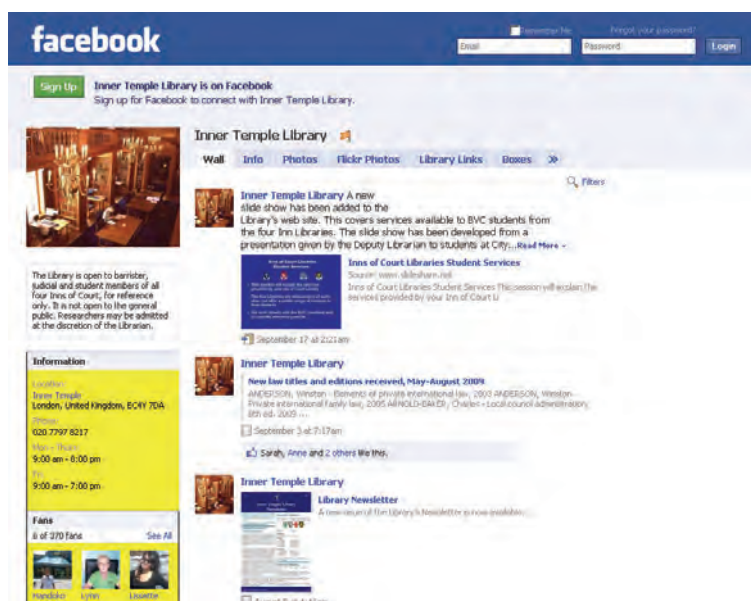 facebook
Remember Me
Forgot your password?
Email
Password
Login
Sign Up
Inner Temple Library is on Facebook
Sign up for Facebook to connect with Inner Temple Library.
Inner Temple Library
Wall Info Photos Flickr Photos Library Links Boxes »
Filters
Inner Temple Library A new
slide show has been added to the
Library's web site. This covers services available to BVC students from
the four Inn Libraries. The slide show has been developed from a
presentation given by the Deputy Librarian to students at City...Read More
Inns of Court Libraries
Student Services
Inns of Court Libraries Student Services
Source: www.slideshare.net
Inns of Court Libraries Student Services This session will explain the
services provided by your Inn of Court Li
September 17 at 2:21am
The Library is open to barrister,
judicial and student members of all
four Inns of Court, for reference
only. It is not open to the general
public. Researchers may be admitted
at the discretion of the Librarian.
Information
Location:
Inner Temple
London, United Kingdom, EC4Y 7DA
Phone:
020 7797 8217
Mon - Thurs:
9:00 am - 8:00 pm
Fri:
9:00 am - 7:00 pm
Fans
6 of 370 fans See All
Handoko Lynn Lissette
Inner Temple Library
New law titles and editions received, May-August 2009
ANDERSON, Winston - Elements of private international law, 2003 ANDERSON, Winston -
Private international family law, 2005 ARNOLD-BAKER, Charles - Local council administration,
8th ed. 2009 ...
September 3 at 7:17am
Sarah, Anne and 2 others like this.
Inner Temple Library
Library Newsletter
A new issue of the Library's Newsletter is now available...